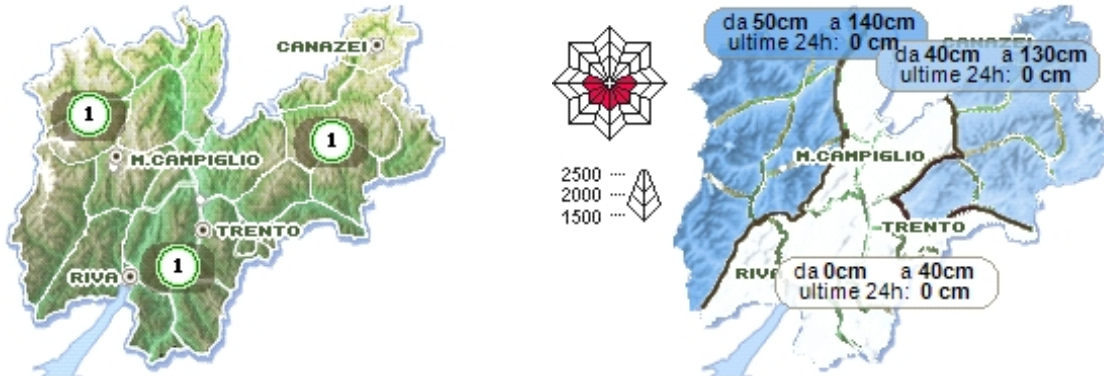 CANAZEI
1
1
M.CAMPIGLIO
TRENTO
1
RIVA
2500
2000
1500
da 50cm a 140cm
ultime 24h: 0 cm
da 40cm a 130cm
ultime 24h: 0 cm
M.CAMPIGLIO
TRENTO
RIVA
da 0cm a 40cm
ultime 24h: 0 cm